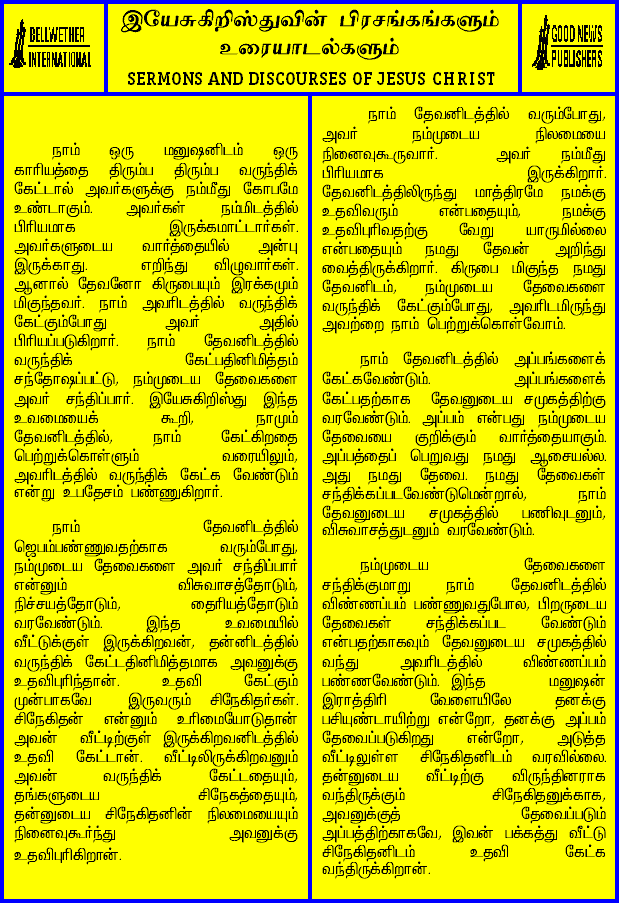 BELLWETHER
INTERNATIONAL
இயேசுகிறிஸ்துவின் பிரசங்கங்களும்
உரையாடல்களும்
SERMONS AND DISCOURSES OF JESUS CHRIST
GOOD NEWS
PUBLISHERS
நாம் ஒரு மனுஷனிடம் ஒரு
காரியத்தை திரும்ப திரும்ப வருந்திக்
கேட்டால் அவர்களுக்கு நம்மீது கோபமே
உண்டாகும். அவர்கள் நம்மிடத்தில்
பிரியமாக இருக்கமாட்டார்கள்.
அவர்களுடைய வார்த்தையில் அன்பு
இருக்காது. எறிந்து விழுவார்கள்.
ஆனால் தேவனோ கிருபையும் இரக்கமும்
மிகுந்தவர். நாம் அவரிடத்தில் வருந்திக்
கேட்கும்போது அவர் அதில்
பிரியப்படுகிறார். நாம் தேவனிடத்தில்
வருந்திக் கேட்பதினிமித்தம்
சந்தோஷப்பட்டு, நம்முடைய தேவைகளை
அவர் சந்திப்பார். இயேசுகிறிஸ்து இந்த
உவமையைக் கூறி, நாமும்
தேவனிடத்தில், நாம் கேட்கிறதை
பெற்றுக்கொள்ளும் வரையிலும்,
அவரிடத்தில் வருந்திக் கேட்க வேண்டும்
என்று உபதேசம் பண்ணுகிறார்.
நாம் தேவனிடத்தில்
ஜெபம்பண்ணுவதற்காக வரும்போது,
நம்முடைய தேவைகளை அவர் சந்திப்பார்
என்னும் விசுவாசத்தோடும்,
நிச்சயத்தோடும், தைரியத்தோடும்
வரவேண்டும். இந்த உவமையில்
வீட்டுக்குள் இருக்கிறவன், தன்னிடத்தில்
வருந்திக் கேட்டதினிமித்தமாக அவனுக்கு
உதவிபுரிந்தான். உதவி கேட்கும்
முன்பாகவே இருவரும் சிநேகிதர்கள்.
சிநேகிதன் என்னும் உரிமையோடுதான்
அவன் வீட்டிற்குள் இருக்கிறவனிடத்தில்
உதவி கேட்டான். வீட்டிலிருக்கிறவனும்
அவன் வருந்திக் கேட்டதையும்,
தங்களுடைய சிநேகத்தையும்,
தன்னுடைய சிநேகிதனின் நிலமையையும்
நினைவுகூர்ந்து அவனுக்கு
உதவிபுரிகிறான்.
நாம் தேவனிடத்தில் வரும்போது,
அவர் நம்முடைய நிலமையை
நினைவுகூருவார். அவர் நம்மீது
பிரியமாக இருக்கிறார்.
தேவனிடத்திலிருந்து மாத்திரமே நமக்கு
உதவிவரும் என்பதையும், நமக்கு
உதவிபுரிவதற்கு வேறு யாருமில்லை
என்பதையும் நமது தேவன் அறிந்து
வைத்திருக்கிறார். கிருபை மிகுந்த நமது
தேவனிடம், நம்முடைய தேவைகளை
வருந்திக் கேட்கும்போது, அவரிடமிருந்து
அவற்றை நாம் பெற்றுக்கொள்வோம்.
நாம் தேவனிடத்தில் அப்பங்களைக்
கேட்கவேண்டும். அப்பங்களைக்
கேட்பதற்காக தேவனுடைய சமுகத்திற்கு
வரவேண்டும். அப்பம் என்பது நம்முடைய
தேவையை குறிக்கும் வார்த்தையாகும்.
அப்பத்தைப் பெறுவது நமது ஆசையல்ல.
அது நமது தேவை. நமது தேவைகள்
சந்திக்கப்படவேண்டுமென்றால், நாம்
தேவனுடைய சமுகத்தில் பணிவுடனும்,
விசுவாசத்துடனும் வரவேண்டும்.
நம்முடைய தேவைகளை
சந்திக்குமாறு நாம் தேவனிடத்தில்
விண்ணப்பம் பண்ணுவதுபோல, பிறருடைய
தேவைகள் சந்திக்கப்பட வேண்டும்
என்பதற்காகவும் தேவனுடைய சமுகத்தில்
வந்து அவரிடத்தில் விண்ணப்பம்
பண்ணவேண்டும். இந்த மனுஷன்
இராத்திரி வேளையிலே தனக்கு
பசியுண்டாயிற்று என்றோ, தனக்கு அப்பம்
தேவைப்படுகிறது என்றோ, அடுத்த
வீட்டிலுள்ள சிநேகிதனிடம் வரவில்லை.
தன்னுடைய வீட்டிற்கு விருந்தினராக
வந்திருக்கும் சிநேகிதனுக்காக,
அவனுக்குத் தேவைப்படும்
அப்பத்திற்காகவே, இவன் பக்கத்து வீட்டு
சிநேகிதனிடம் உதவி கேட்க
வந்திருக்கிறான்.